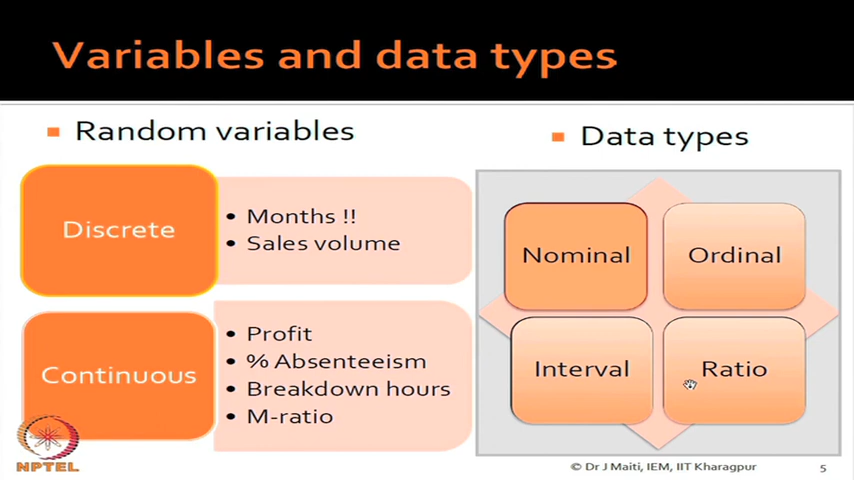 Variables and data types
Random variables
Data types
Discrete
Months !!
Sales volume
Continuous
Profit
% Absenteeism
Breakdown hours
M-ratio
Nominal
Ordinal
Interval
Ratio
NPTEL
© Dr J Maiti, IEM, IIT Kharagpur
5